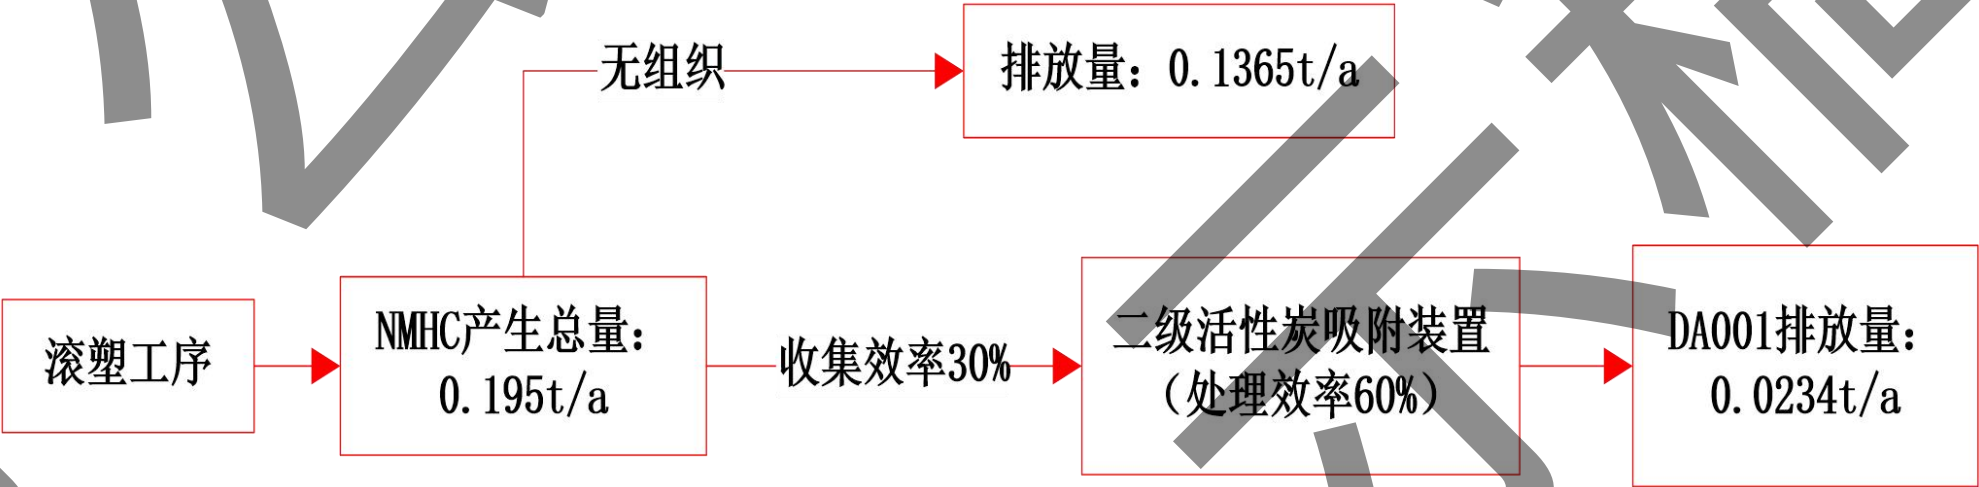 无组织
排放量：0.1365t/a
滚塑工序
NMHC产生总量：
0.195t/a
收集效率30%
二级活性炭吸附装置
（处理效率60%）
DA001排放量：
0.0234t/a